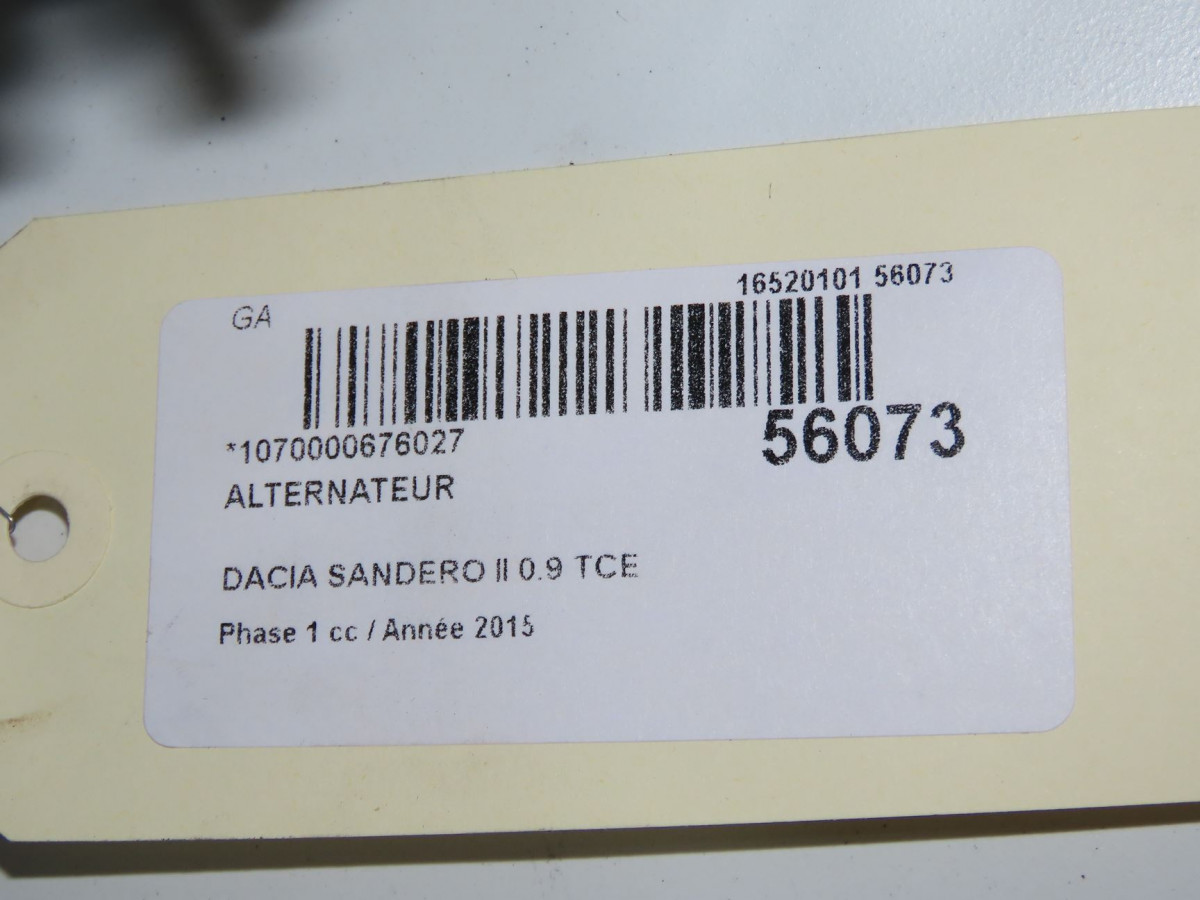 GA
16520101 56073
*1070000676027
56073
ALTERNATEUR
DACIA SANDERO II 0.9 TCE
Phase 1 cc / Année 2015